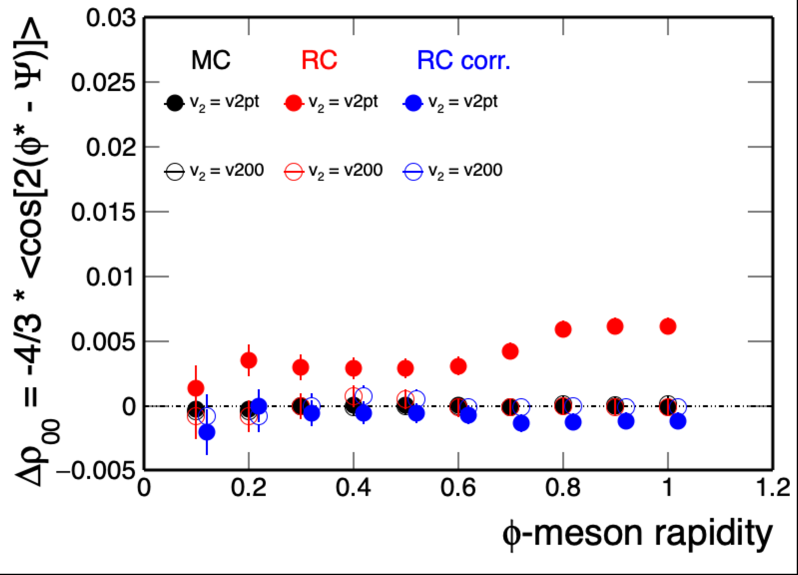 Δρ00 = -4/3 * <cos[2(ϕ* - Ψ)]>
0.03
0.025
0.02
0.015
0.01
0.005
0
−0.005
MC RC RC corr.
v2 = v2pt v2 = v2pt v2 = v2pt
v2 = v200 v2 = v200 v2 = v200
0 0.2 0.4 0.6 0.8 1 1.2
ϕ-meson rapidity